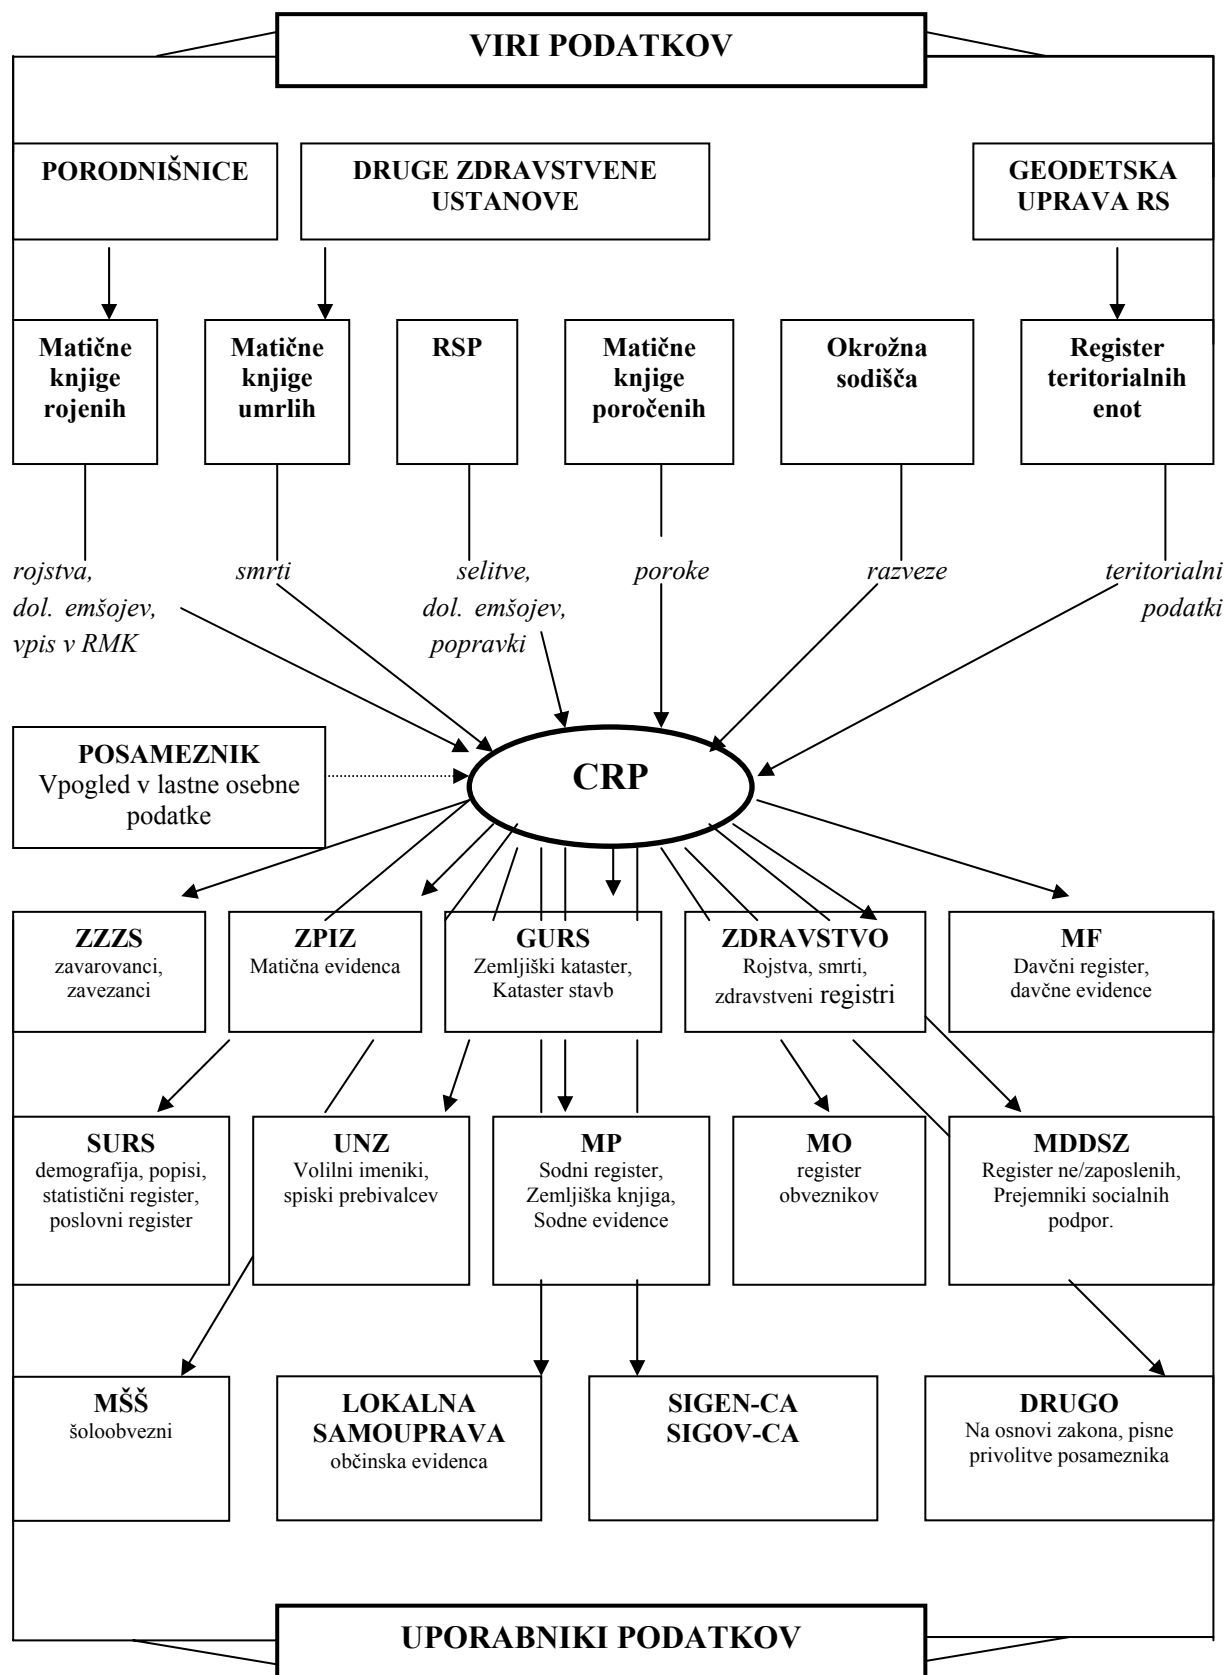 VIRI PODATKOV
PORODNIŠNICE
DRUGE ZDRAVSTVENE
USTANOVE
GEODETSKA
UPRAVA RS
Matične
knjige
rojenih
Matične
knjige
umrlih
RSP
Matične
knjige
poročenih
Okrožna
sodišča
Register
teritorialnih
enot
rojstva,
dol. emšojev,
vpis v RMK
smrti
selitve,
dol. emšojev,
popravki
poroke
razveze
teritorialni
podatki
POSAMEZNIK
Vpogled v lastne osebne
podatke
CRP
ZZZS
zavarovanci,
zavezanci
ZPIZ
Matična evidenca
GURS
Zemljiški kataster,
Kataster stavb
ZDRAVSTVO
Rojstva, smrti,
zdravstveni registri
MF
Davčni register,
davčne evidence
SURS
demografija, popisi,
statistični register,
poslovni register
UNZ
Volilni imeniki,
spiski prebivalcev
MP
Sodni register,
Zemljiška knjiga,
Sodne evidence
MO
register
obveznikov
MDDSZ
Register ne/zaposlenih,
Prejemniki socialnih
podpor.
MŠŠ
šoloobvezni
LOKALNA
SAMOUPRAVA
občinska evidenca
SIGEN-CA
SIGOV-CA
DRUGO
Na osnovi zakona, pisne
privolitve posameznika
UPORABNIKI PODATKOV